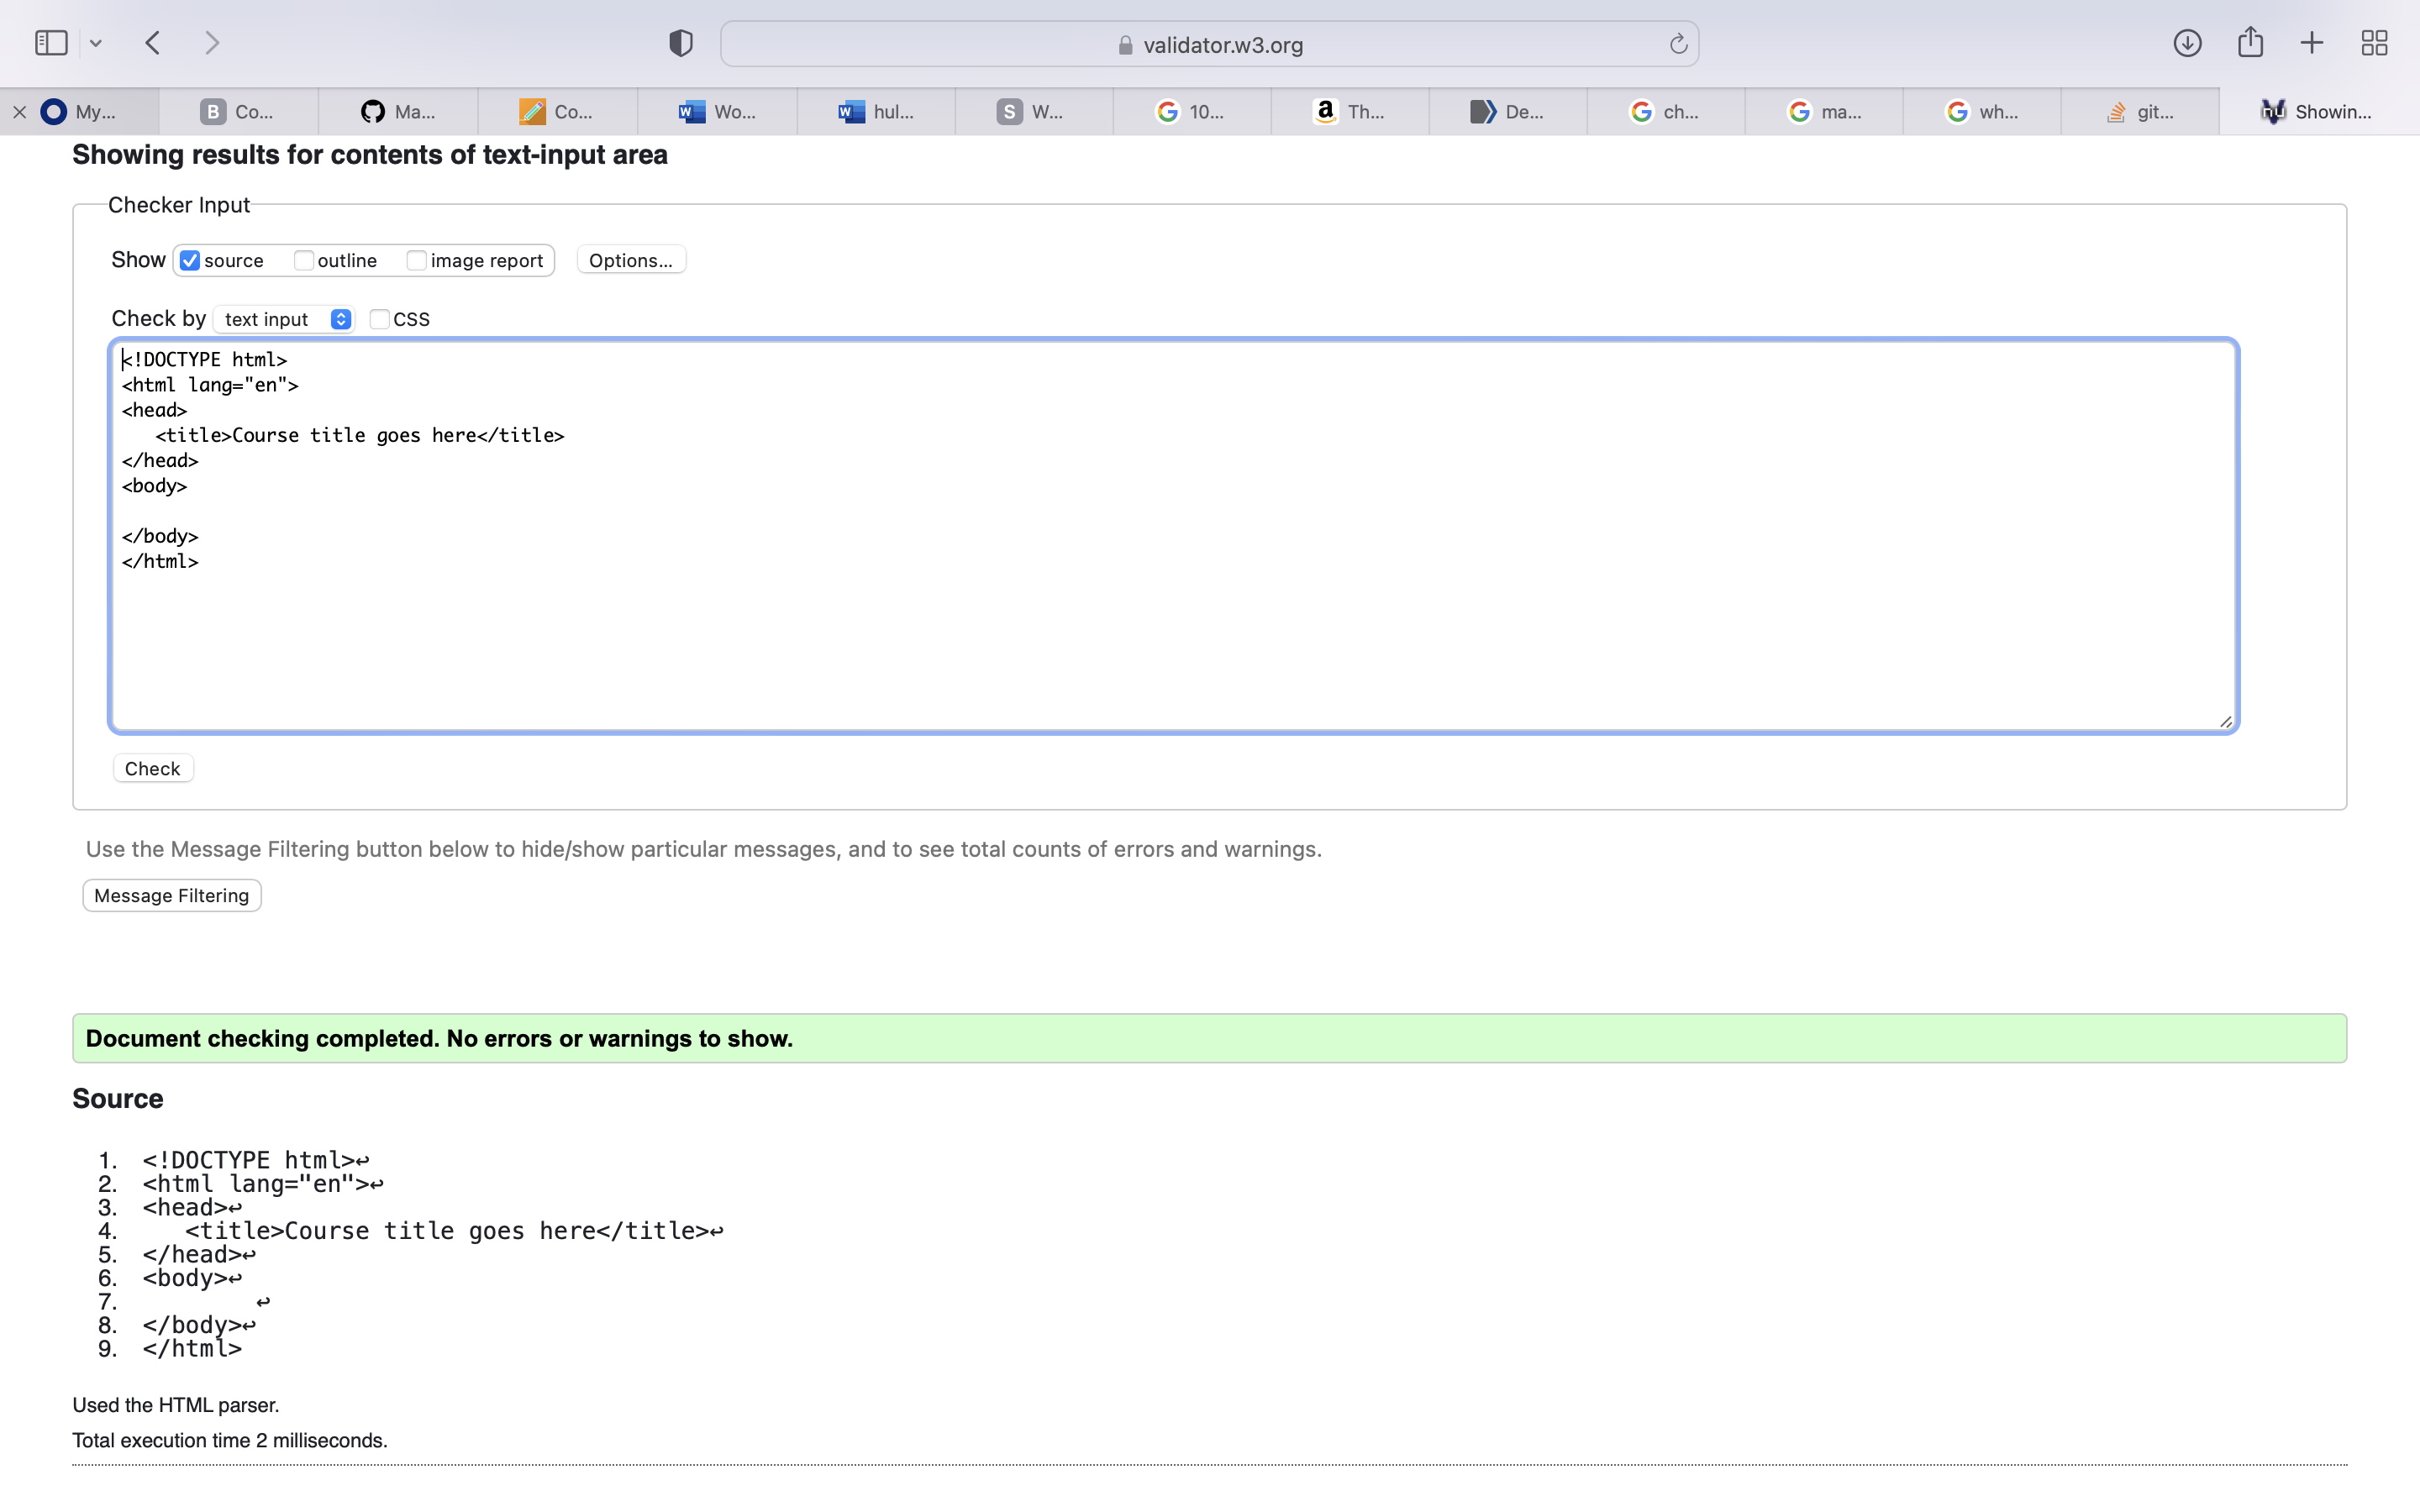 validator.w3.org
My...
B Co...
Ma...
Co...
W Wo...
W hul...
S W...
G 10...
a Th...
De...
G ch...
G ma...
G wh...
git...
nu Showin...
Showing results for contents of text-input area
Checker Input
Show source outline image report Options...
Check by text input CSS
<!DOCTYPE html>
<html lang="en">
<head>
   <title>Course title goes here</title>
</head>
<body>
</body>
</html>
Check
Use the Message Filtering button below to hide/show particular messages, and to see total counts of errors and warnings.
Message Filtering
Document checking completed. No errors or warnings to show.
Source
1. <!DOCTYPE html>↩
2. <html lang="en">↩
3. <head>↩
4.    <title>Course title goes here</title>↩
5. </head>↩
6. <body>↩
7.         ↩
8. </body>↩
9. </html>
Used the HTML parser.
Total execution time 2 milliseconds.